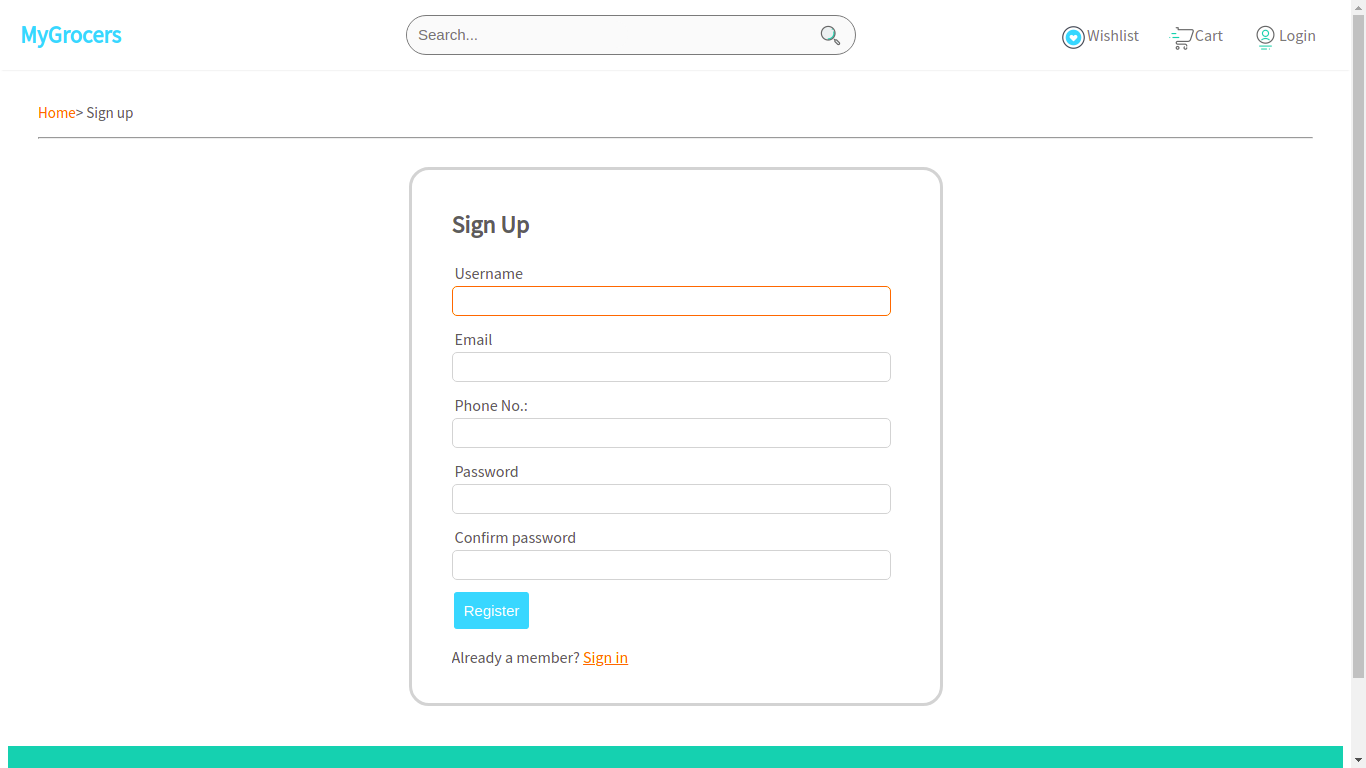 MyGrocers
Search...
Wishlist
Cart
Login
Home> Sign up
Sign Up
Username
Email
Phone No.:
Password
Confirm password
Register
Already a member? Sign in